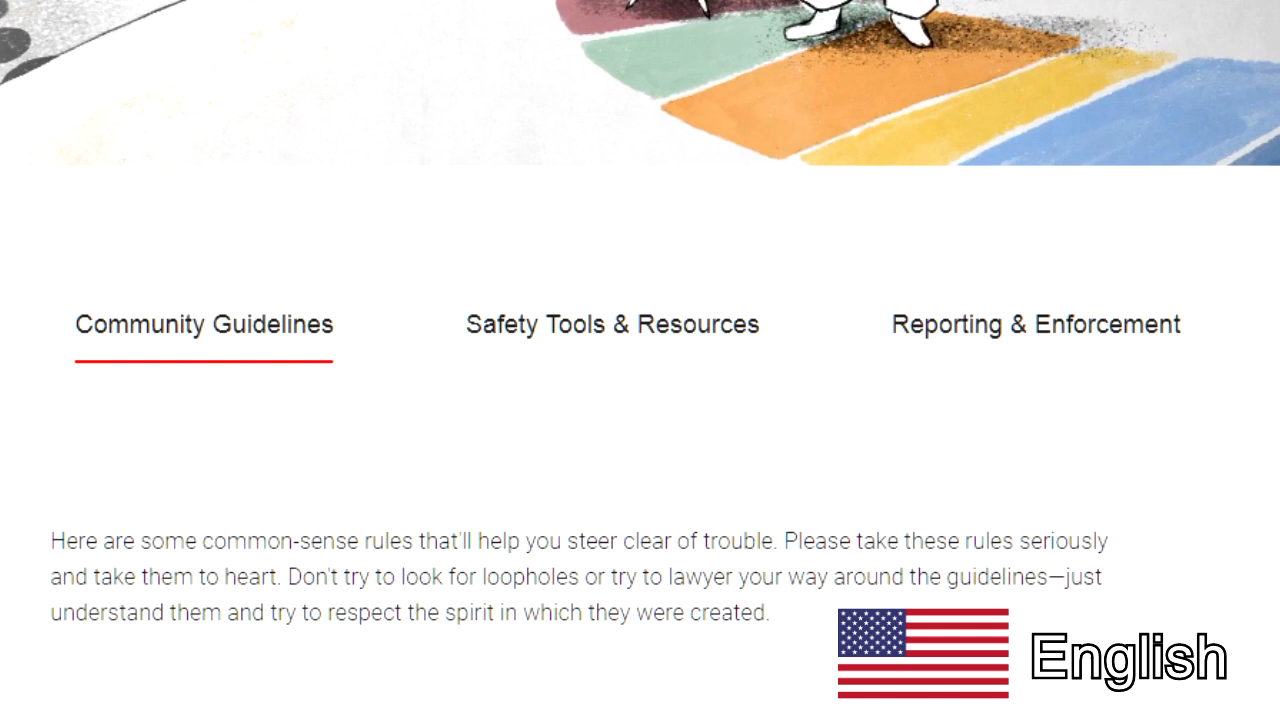 Community Guidelines
Safety Tools & Resources
Reporting & Enforcement
Here are some common-sense rules that'll help you steer clear of trouble. Please take these rules seriously
and take them to heart. Don't try to look for loopholes or try to lawyer your way around the guidelines—just
understand them and try to respect the spirit in which they were created.
English